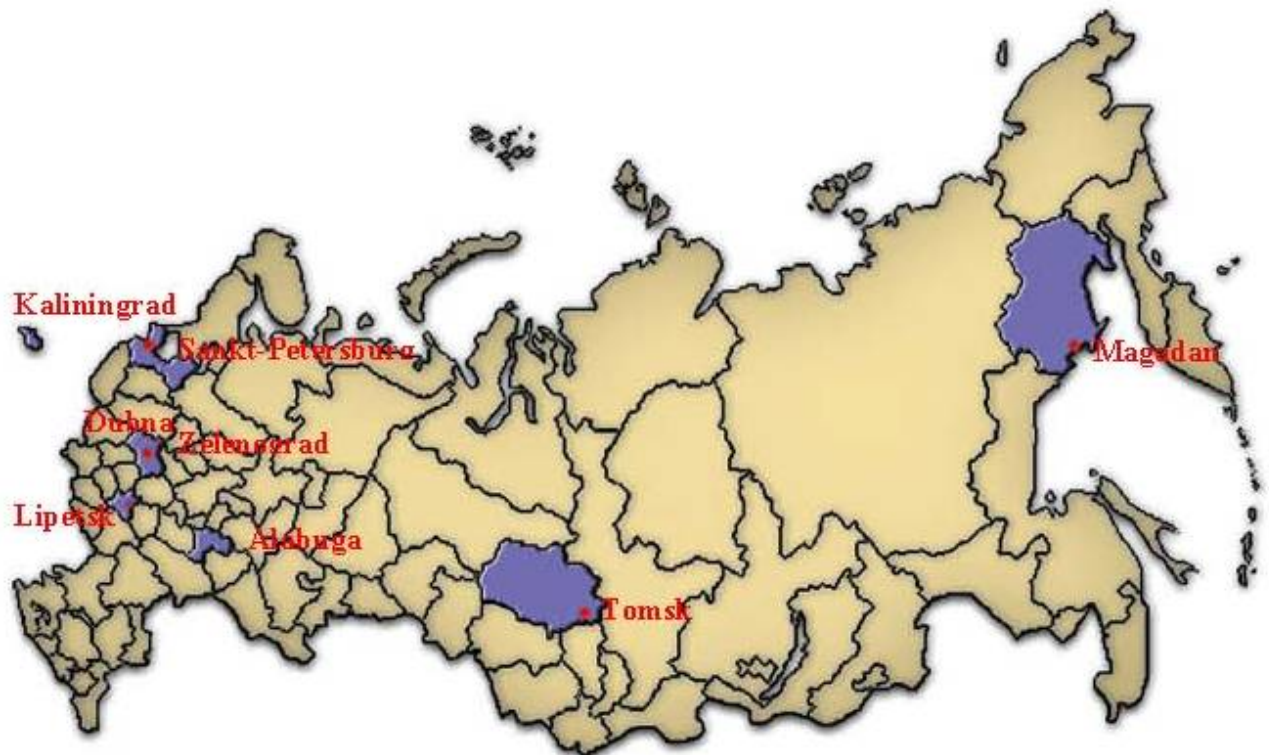 Kaliningrad
Sankt-Petersburg
Magadan
Dubna
Zelenograd
Lipetsk
Alabuga
Tomsk